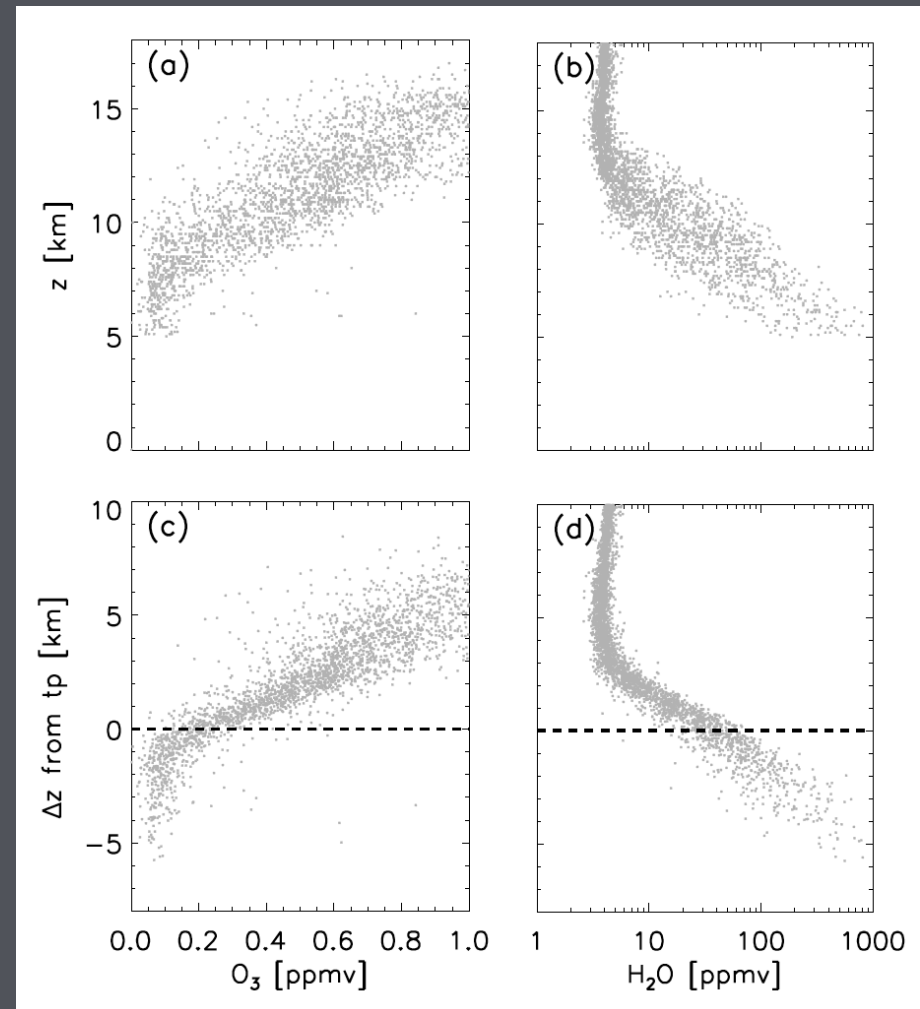 (a)
(b)
15
10
5
0
z [km]
(c)
(d)
10
5
0
−5
Δz from tp [km]
0.0 0.2 0.4 0.6 0.8 1.0
1 10 100 1000
O₃ [ppmv]
H₂O [ppmv]